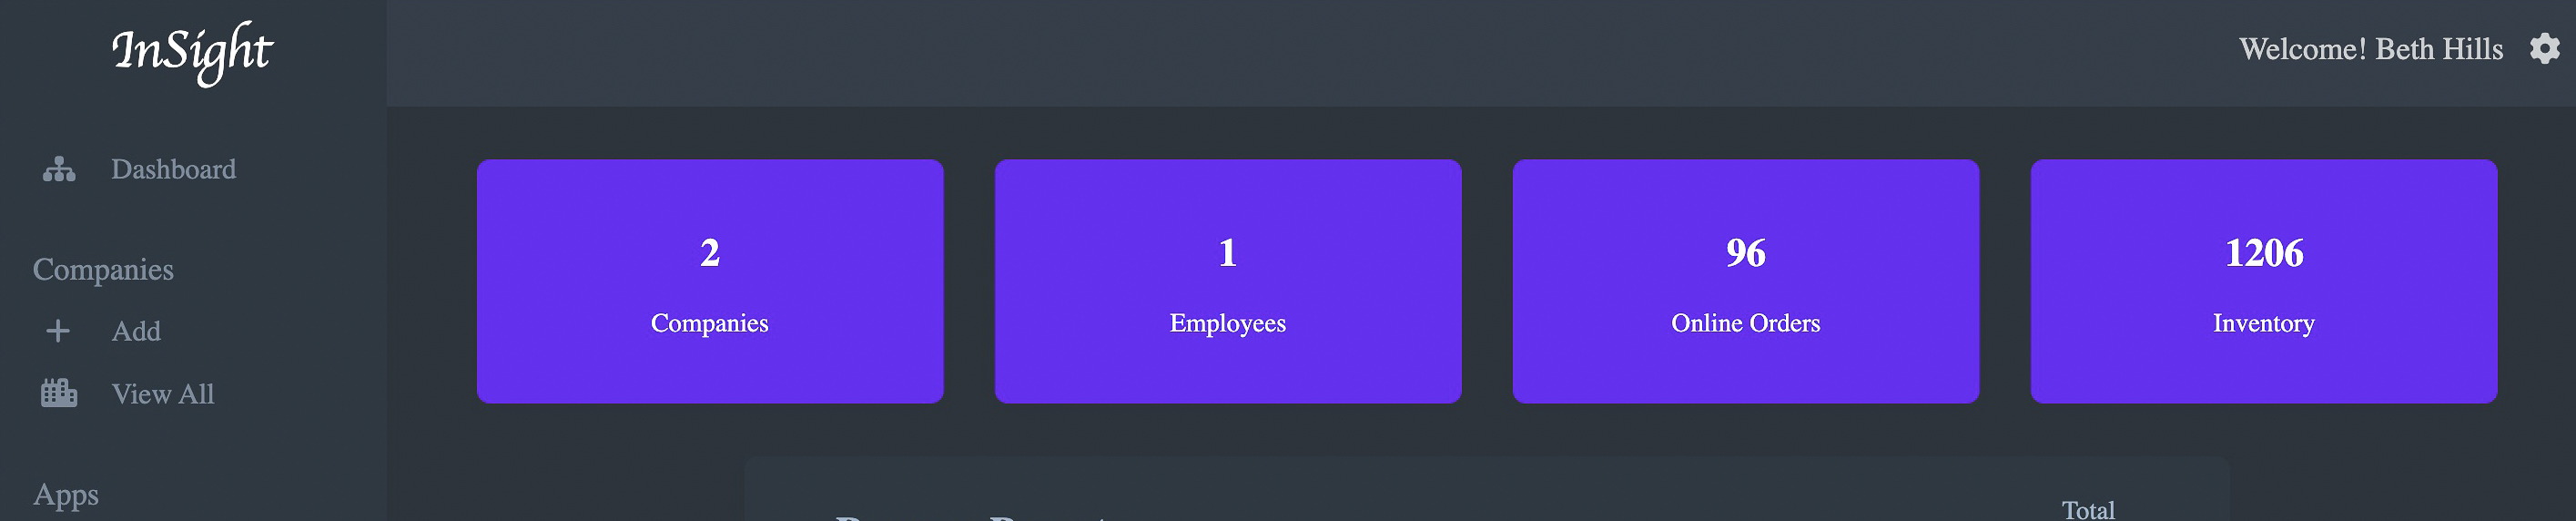 InSight
Welcome! Beth Hills
Dashboard
Companies
Add
View All
Apps
2
Companies
1
Employees
96
Online Orders
1206
Inventory
Total